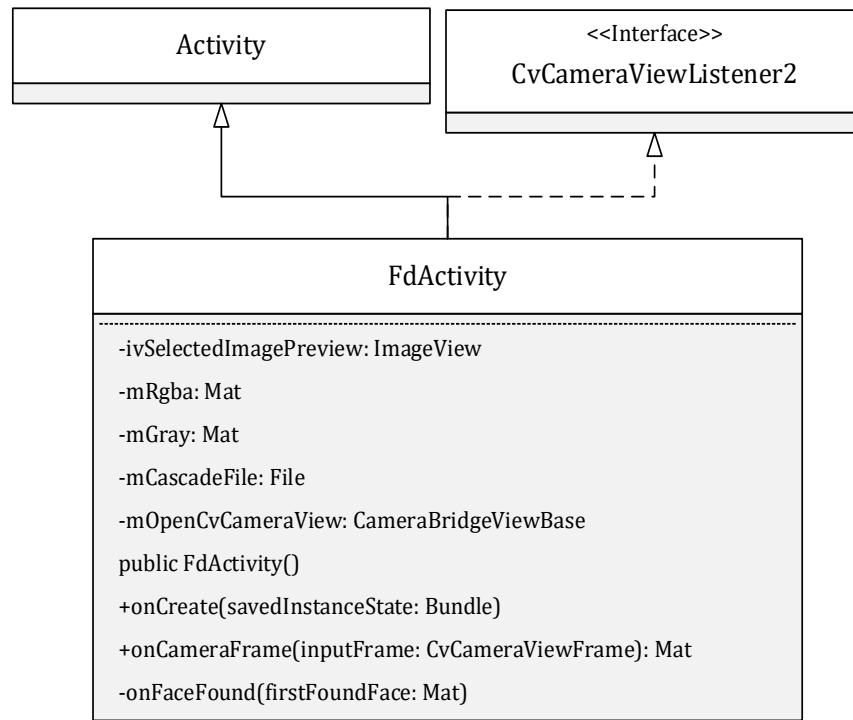 Activity
<<Interface>>
CvCameraViewListener2
FdActivity
-ivSelectedImagePreview: ImageView
-mRgba: Mat
-mGray: Mat
-mCascadeFile: File
-mOpenCvCameraView: CameraBridgeViewBase
public FdActivity()
+onCreate(savedInstanceState: Bundle)
+onCameraFrame(inputFrame: CvCameraViewFrame): Mat
-onFaceFound(firstFoundFace: Mat)